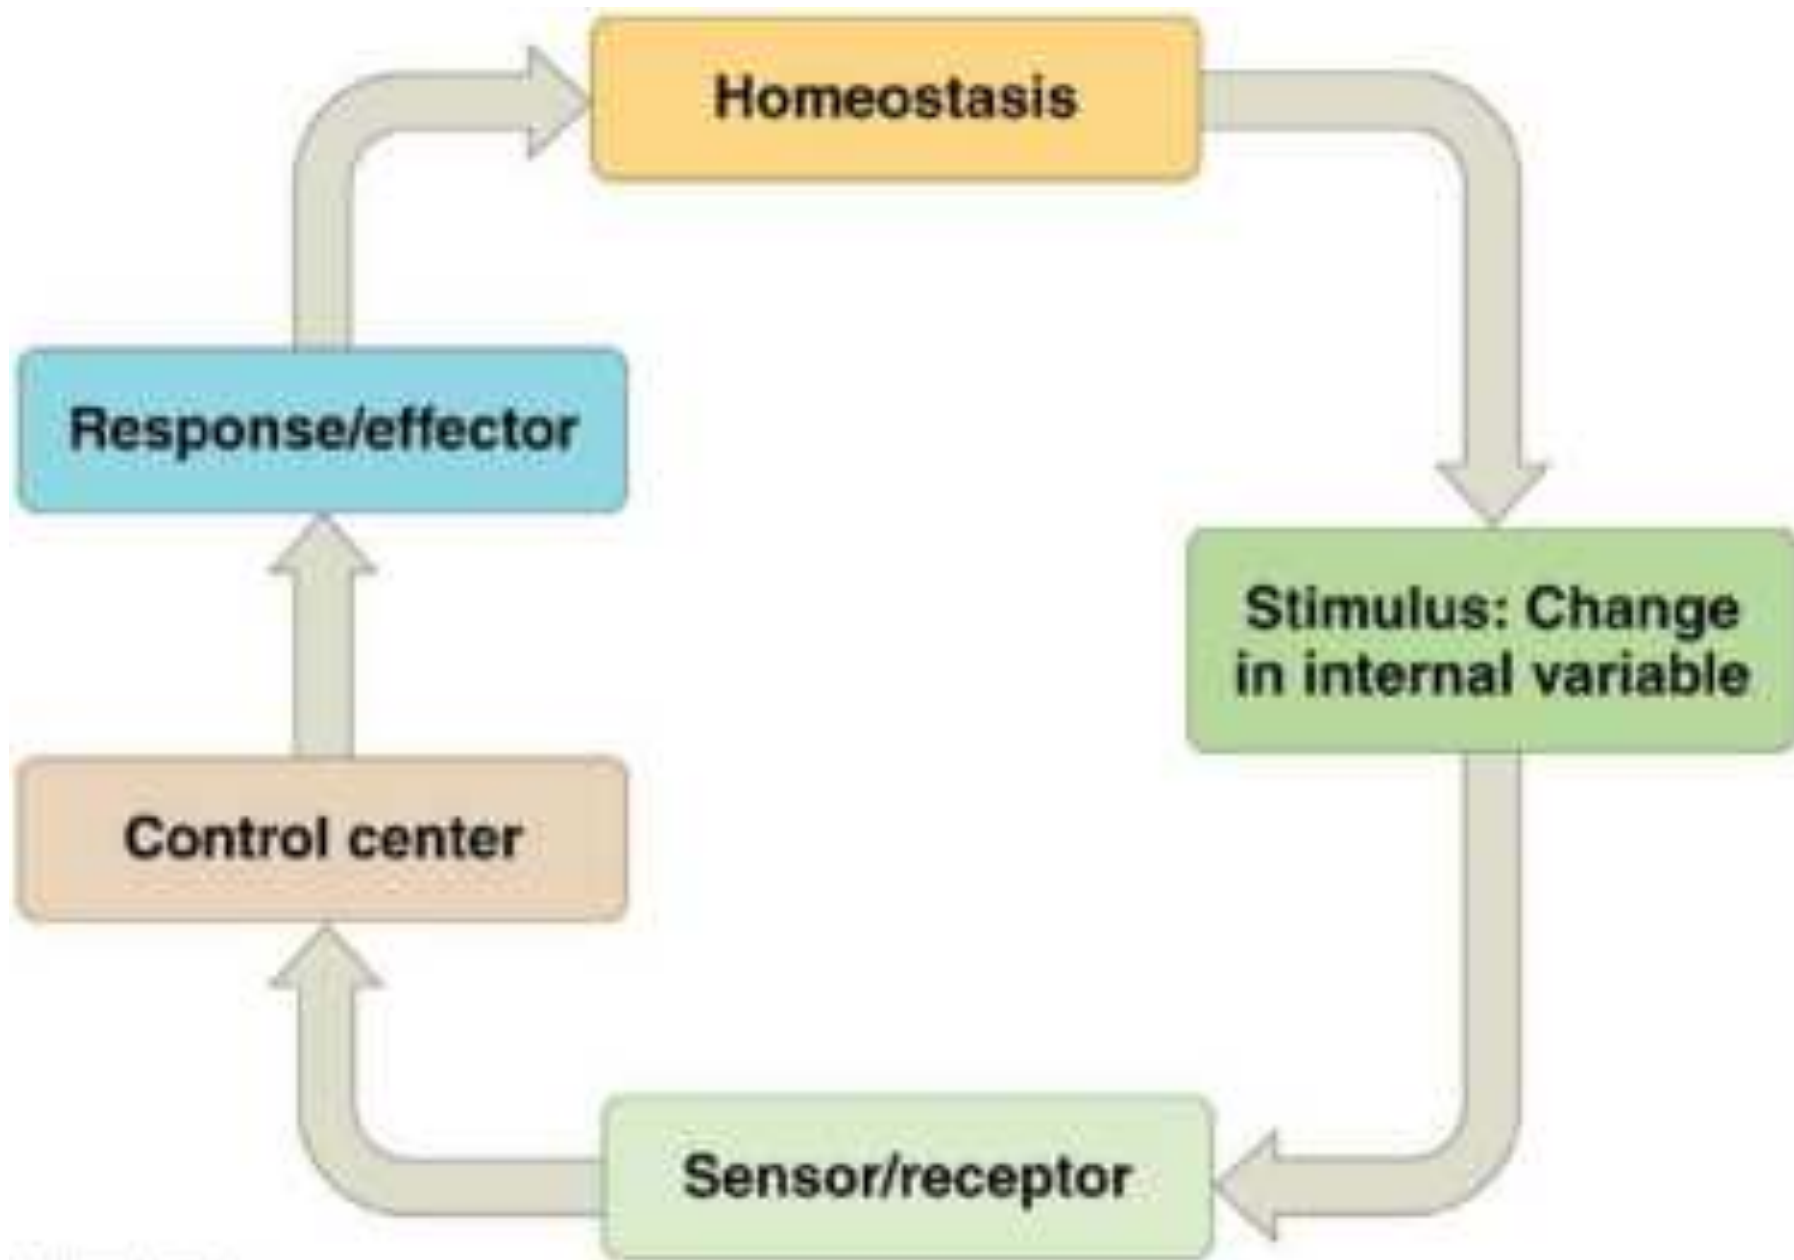 Homeostasis
Response/effector
Stimulus: Change
in internal variable
Control center
Sensor/receptor